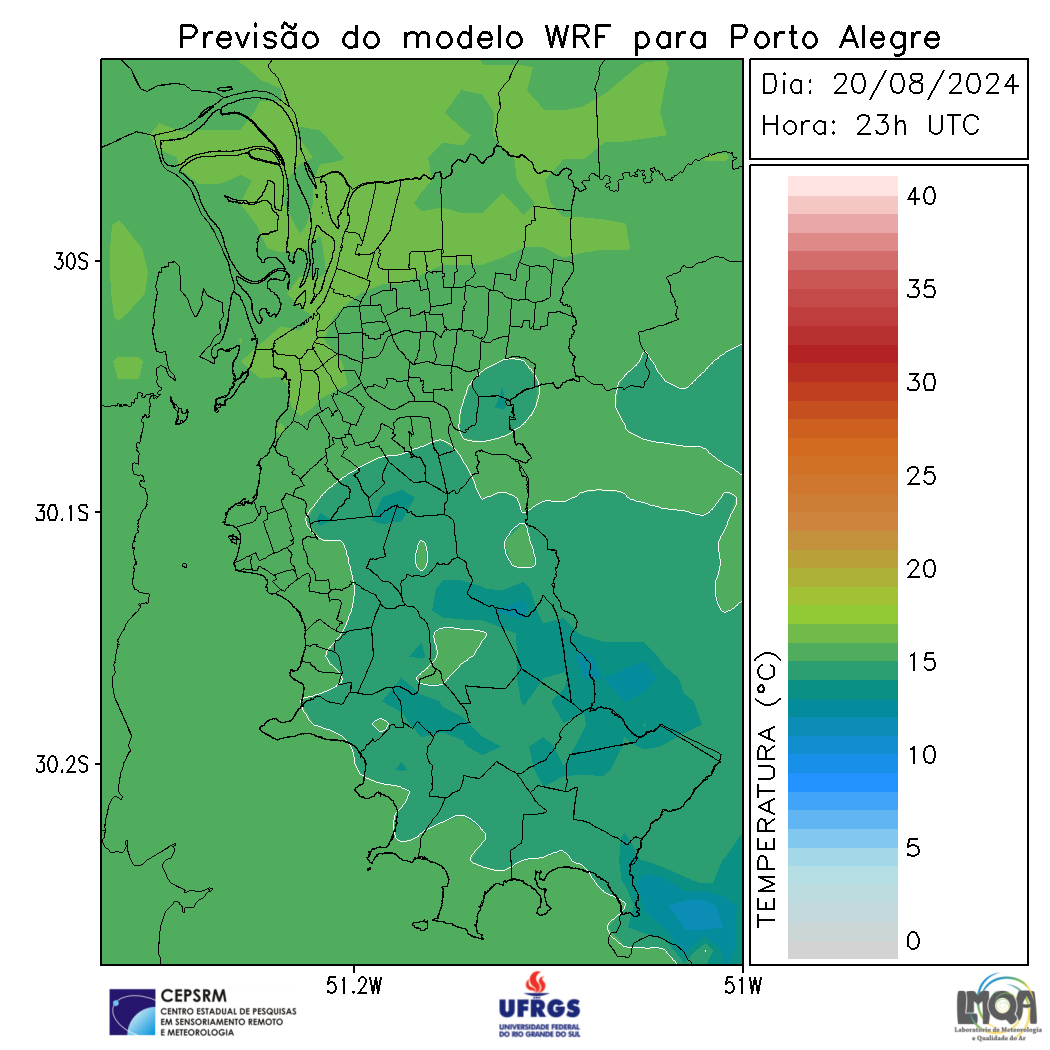 Previsão do modelo WRF para Porto Alegre
Dia: 20/08/2024
Hora: 23h UTC
30S
30.1S
30.2S
51.2W
51W
TEMPERATURA (°C)
40
35
30
25
20
15
10
5
0
CEPSRM
CENTRO ESTADUAL DE PESQUISAS
EM SENSORIAMENTO REMOTO
E METEOROLOGIA
UFRGS
UNIVERSIDADE FEDERAL
DO RIO GRANDE DO SUL
LMQA
Laboratório de Meteorologia
e Qualidade do Ar